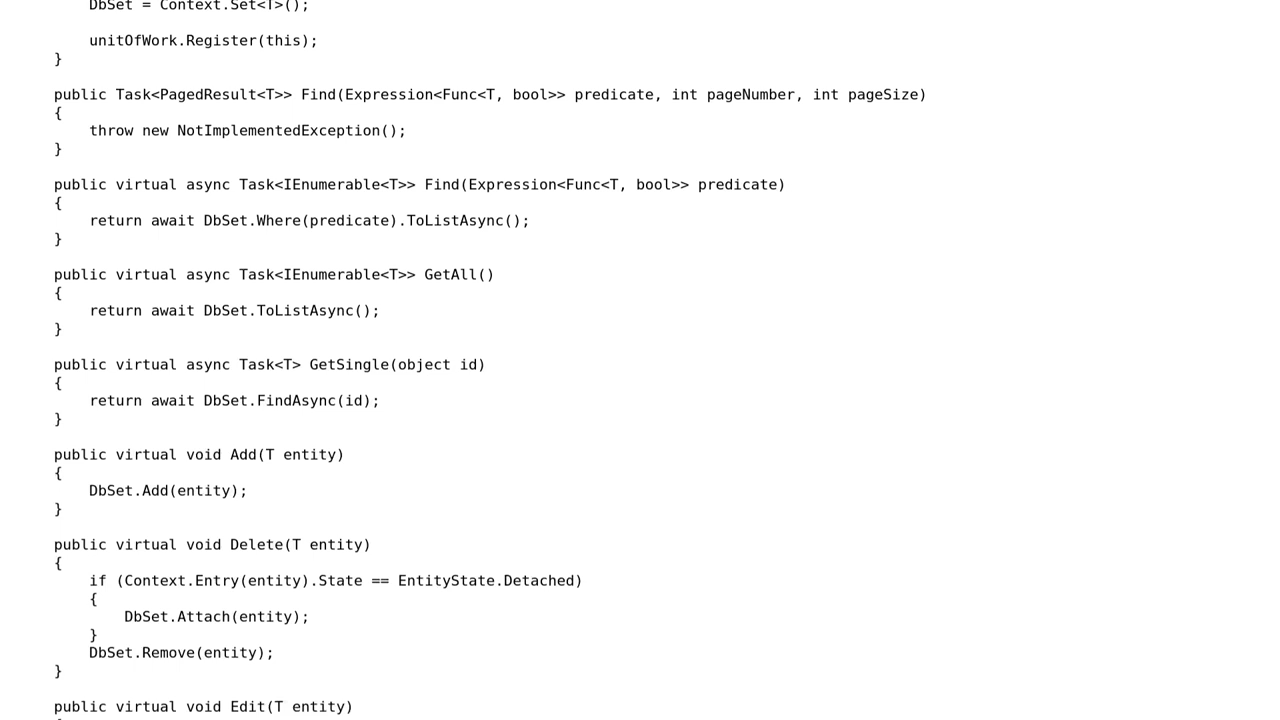 DbSet = Context.Set<T>();
unitOfWork.Register(this);
}
public Task<PagedResult<T>> Find(Expression<Func<T, bool>> predicate, int pageNumber, int pageSize)
{
throw new NotImplementedException();
}
public virtual async Task<IEnumerable<T>> Find(Expression<Func<T, bool>> predicate)
{
return await DbSet.Where(predicate).ToListAsync();
}
public virtual async Task<IEnumerable<T>> GetAll()
{
return await DbSet.ToListAsync();
}
public virtual async Task<T> GetSingle(object id)
{
return await DbSet.FindAsync(id);
}
public virtual void Add(T entity)
{
DbSet.Add(entity);
}
public virtual void Delete(T entity)
{
if (Context.Entry(entity).State == EntityState.Detached)
{
DbSet.Attach(entity);
}
DbSet.Remove(entity);
}
public virtual void Edit(T entity)
{